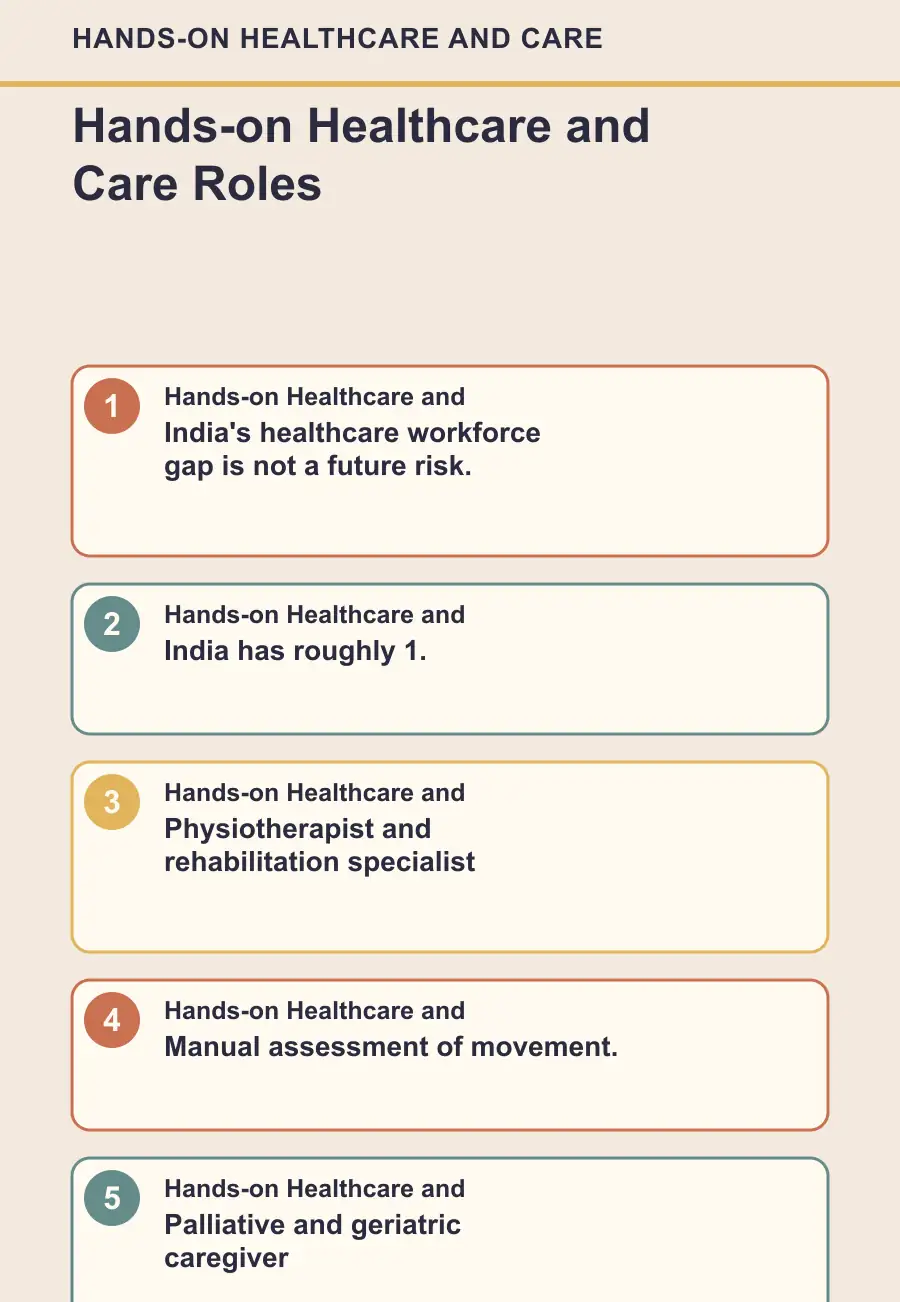 HANDS-ON HEALTHCARE AND CARE
Hands-on Healthcare and
Care Roles
1
Hands-on Healthcare and
India's healthcare workforce
gap is not a future risk.
2
Hands-on Healthcare and
India has roughly 1.
3
Hands-on Healthcare and
Physiotherapist and
rehabilitation specialist
4
Hands-on Healthcare and
Manual assessment of movement.
5
Hands-on Healthcare and
Palliative and geriatric
caregiver